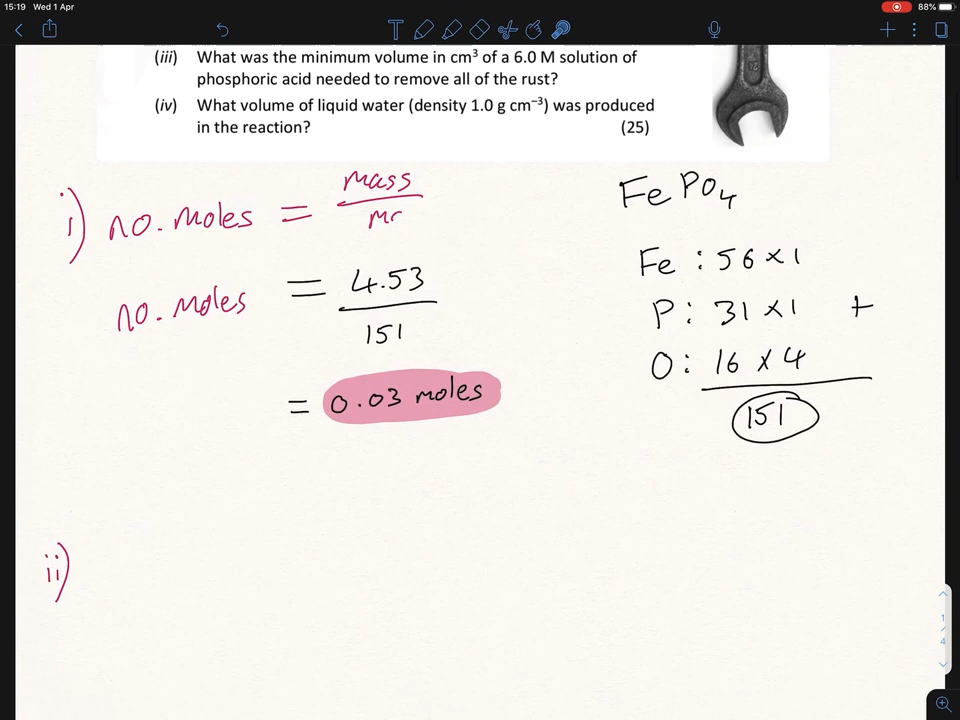 15:19 Wed 1 Apr
88%
(iii) What was the minimum volume in cm³ of a 6.0 M solution of
phosphoric acid needed to remove all of the rust?
(iv) What volume of liquid water (density 1.0 g cm⁻³) was produced
in the reaction? (25)
i) no. moles = mass / mr
no. moles = 4.53 / 151
= 0.03 moles
FePO₄
Fe : 56 × 1
P : 31 × 1 +
O : 16 × 4
151
ii)
1
4